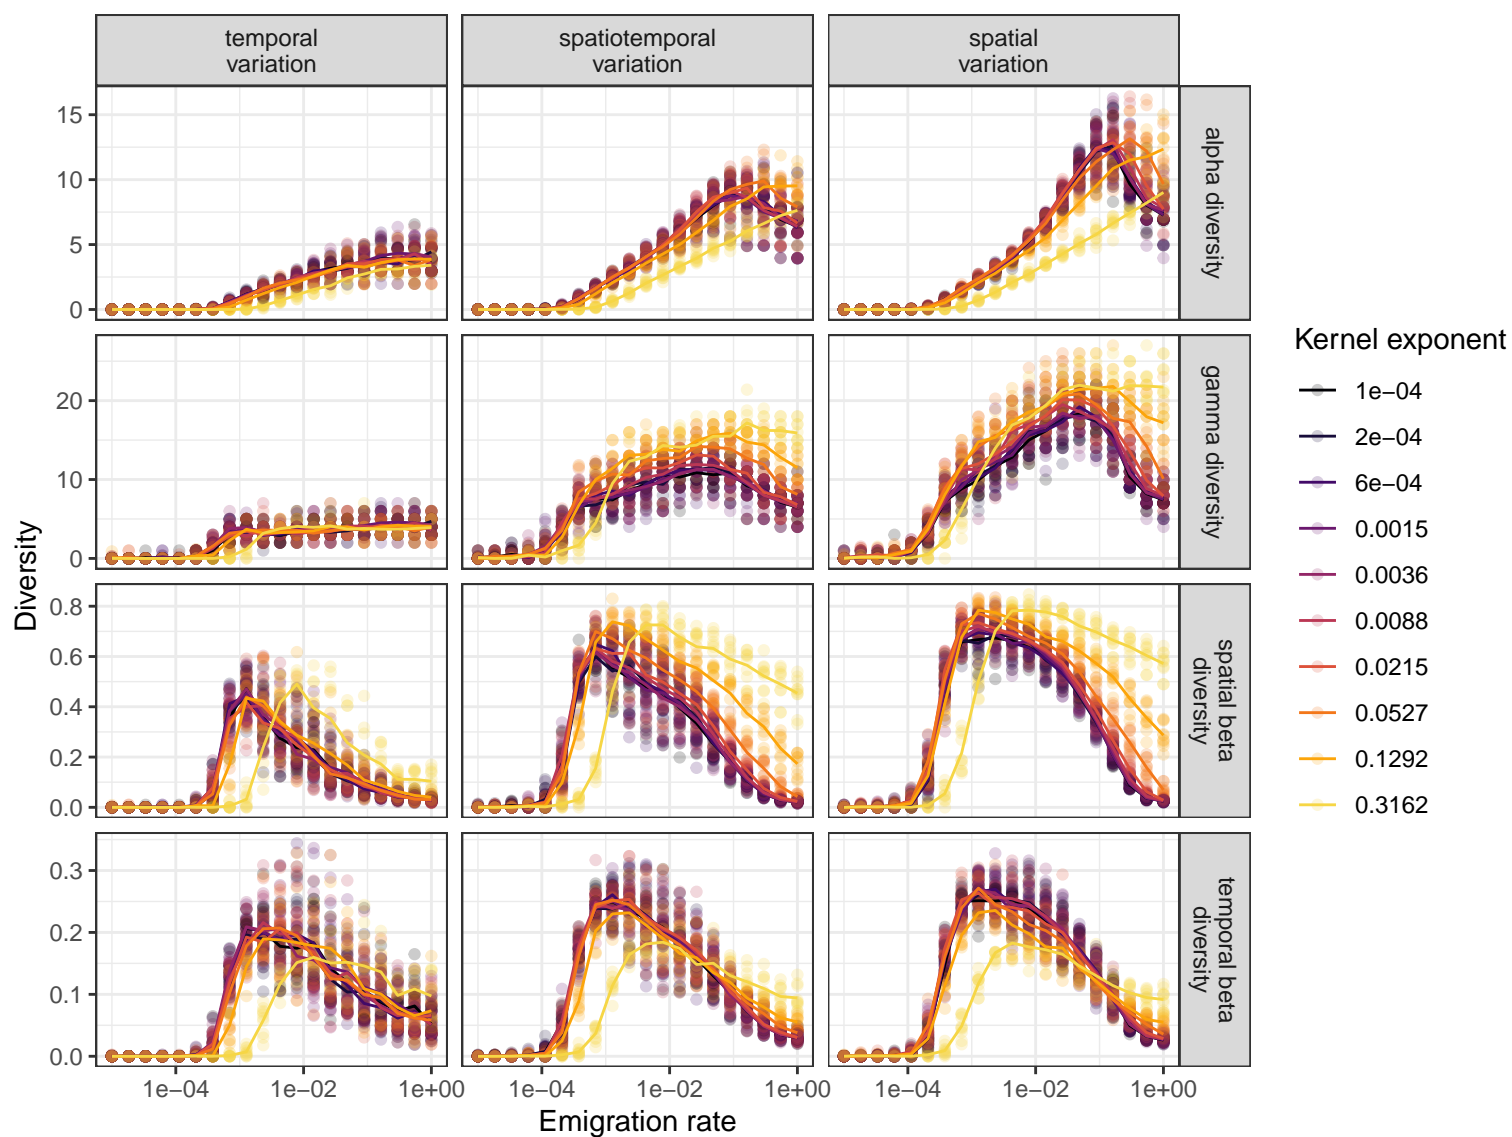 temporal
variation
spatiotemporal
variation
spatial
variation
15
10
5
0
alpha diversity
20
10
0
gamma diversity
0.8
0.6
0.4
0.2
0.0
spatial beta
diversity
0.3
0.2
0.1
0.0
temporal beta
diversity
1e−04
1e−02
1e+00
1e−04
1e−02
1e+00
1e−04
1e−02
1e+00
Emigration rate
Diversity
Kernel exponent
1e−04
2e−04
6e−04
0.0015
0.0036
0.0088
0.0215
0.0527
0.1292
0.3162